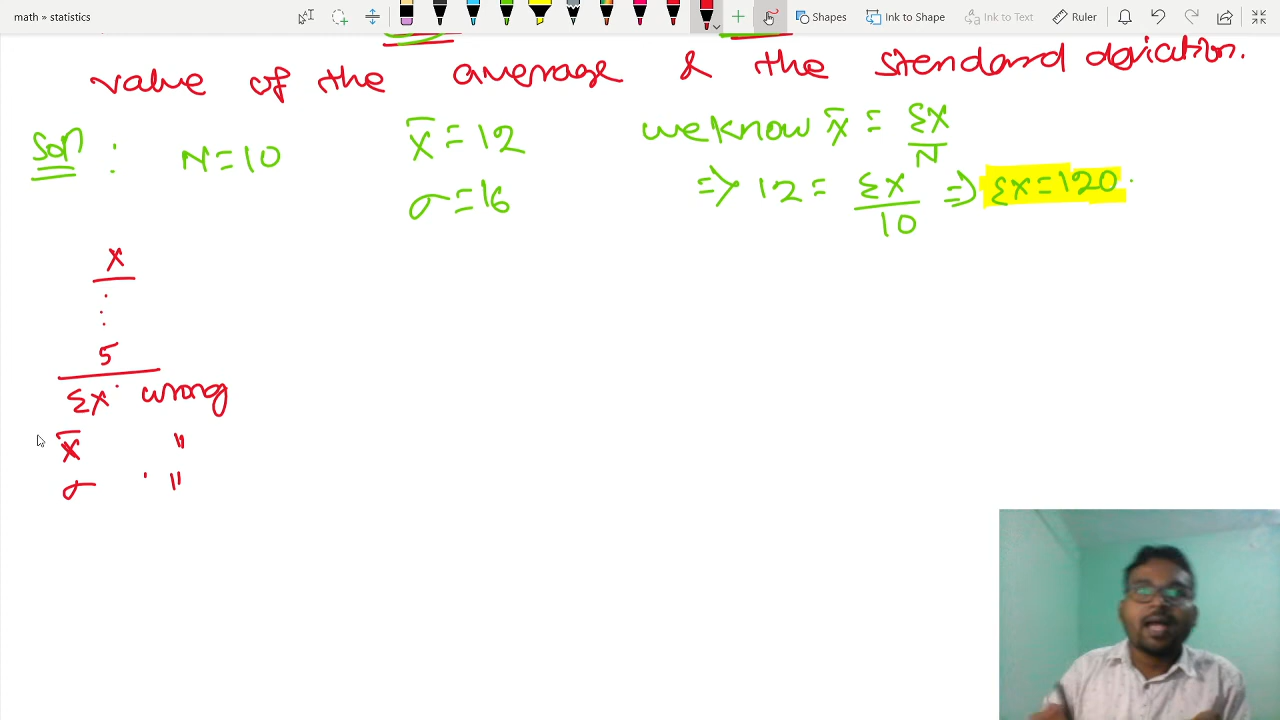 math » statistics
Shapes Ink to Shape Ink to Text Ruler
value of the average & the standard deviation.
Soln : N=10 x̄ = 12 we know x̄ = Σx/N
σ=16 => 12 = Σx/10 => Σx=120.
x
.
.
.
5
Σx wrong
x̄ "
σ "